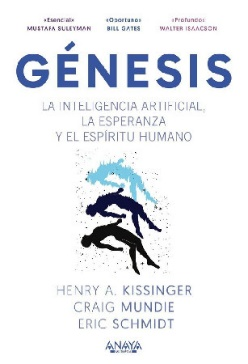 «Esencial» «Oportuno» «Profundo»
MUSTAFA SULEYMAN BILL GATES WALTER ISAACSON
GÉNESIS
LA INTELIGENCIA ARTIFICIAL,
LA ESPERANZA
Y EL ESPÍRITU HUMANO
HENRY A. KISSINGER
CRAIG MUNDIE
ERIC SCHMIDT
ANAYA